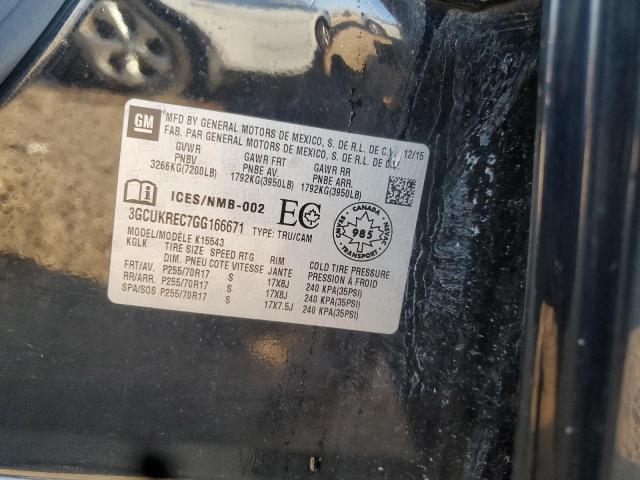 GM
MFD BY GENERAL MOTORS DE MEXICO, S. DE R.L. DE C.V. 12/15
FAB. PAR GENERAL MOTORS DE MEXICO, S. DE R.L. DE C.V.
GVWR GAWR FRT GAWR RR
PNBV PNBE AV. PNBE ARR.
3266KG(7200LB) 1792KG(3950LB) 1792KG(3950LB)
ICES/NMB-002 EC
CANADA
985
TRANSPORT
3GCUKREC7GG166671 TYPE: TRU/CAM
MODEL/MODÈLE K15543
KGLK TIRE SIZE SPEED RTG RIM COLD TIRE PRESSURE
DIM. PNEU COTE VITESSE JANTE PRESSION À FROID
FRT/AV. P255/70R17 S 17X8J 240 KPA(35PSI)
RR/ARR. P255/70R17 S 17X8J 240 KPA(35PSI)
SPA/SOS P255/70R17 S 17X7.5J 240 KPA(35PSI)